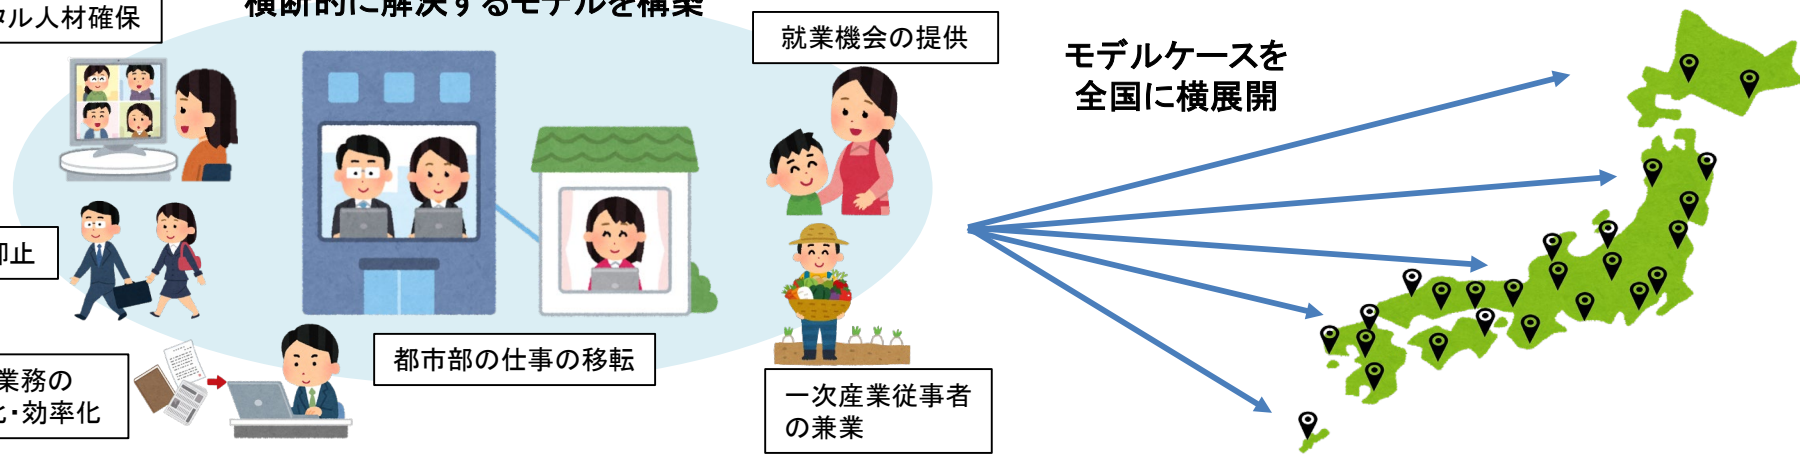 タル人材確保
横断的に解決するモデルを構築
就業機会の提供
モデルケースを
全国に横展開
抑止
都市部の仕事の移転
業務の
化・効率化
一次産業従事者
の兼業